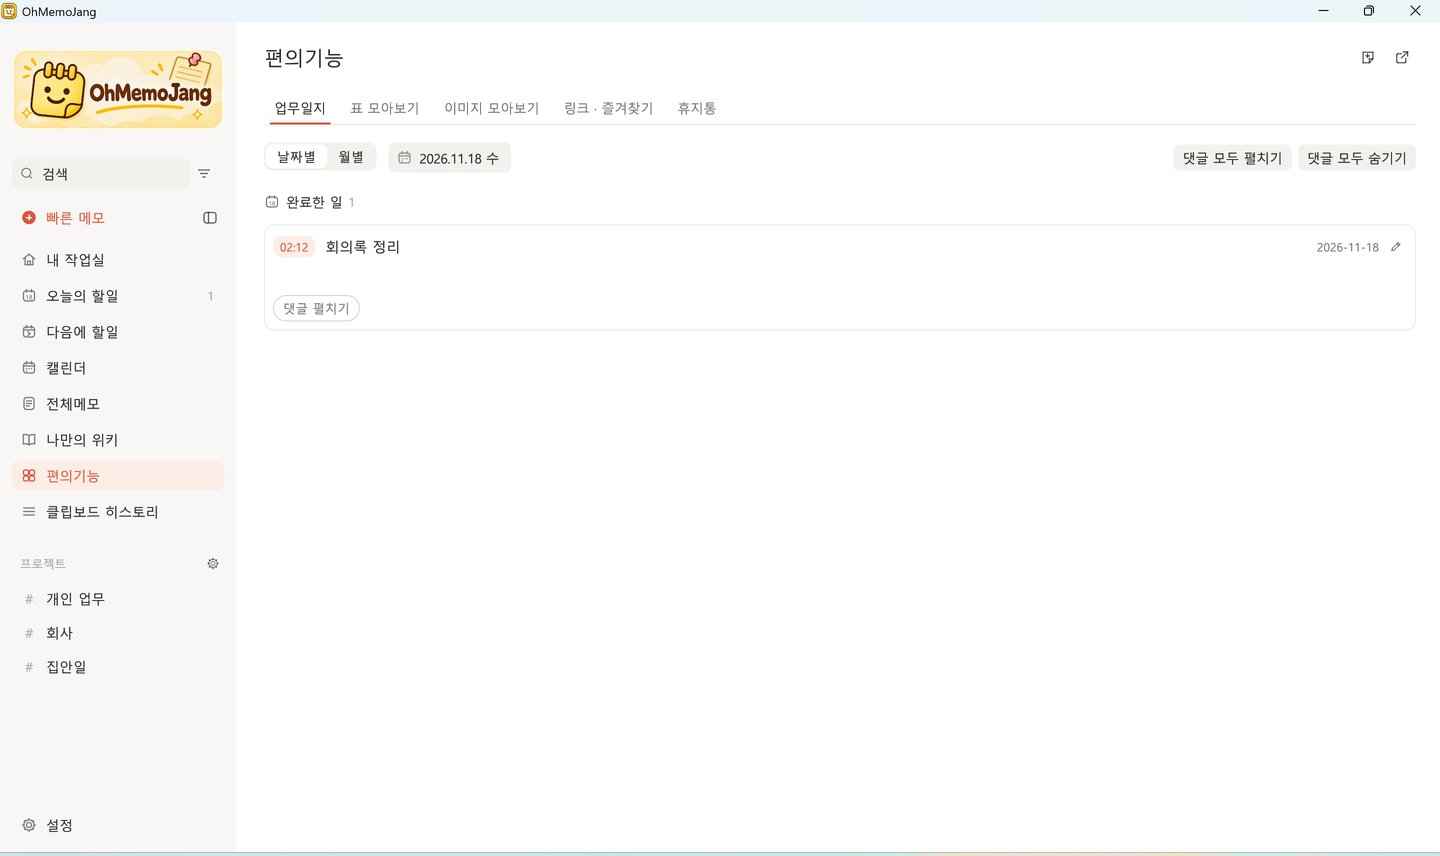 OhMemoJang
OhMemoJang
검색
빠른 메모
내 작업실
오늘의 할일 1
다음에 할일
캘린더
전체메모
나만의 위키
편의기능
클립보드 히스토리
프로젝트
# 개인 업무
# 회사
# 집안일
설정
편의기능
업무일지 표 모아보기 이미지 모아보기 링크 · 즐겨찾기 휴지통
날짜별 월별 2026.11.18 수 댓글 모두 펼치기 댓글 모두 숨기기
완료한 일 1
02:12 회의록 정리 2026-11-18
댓글 펼치기